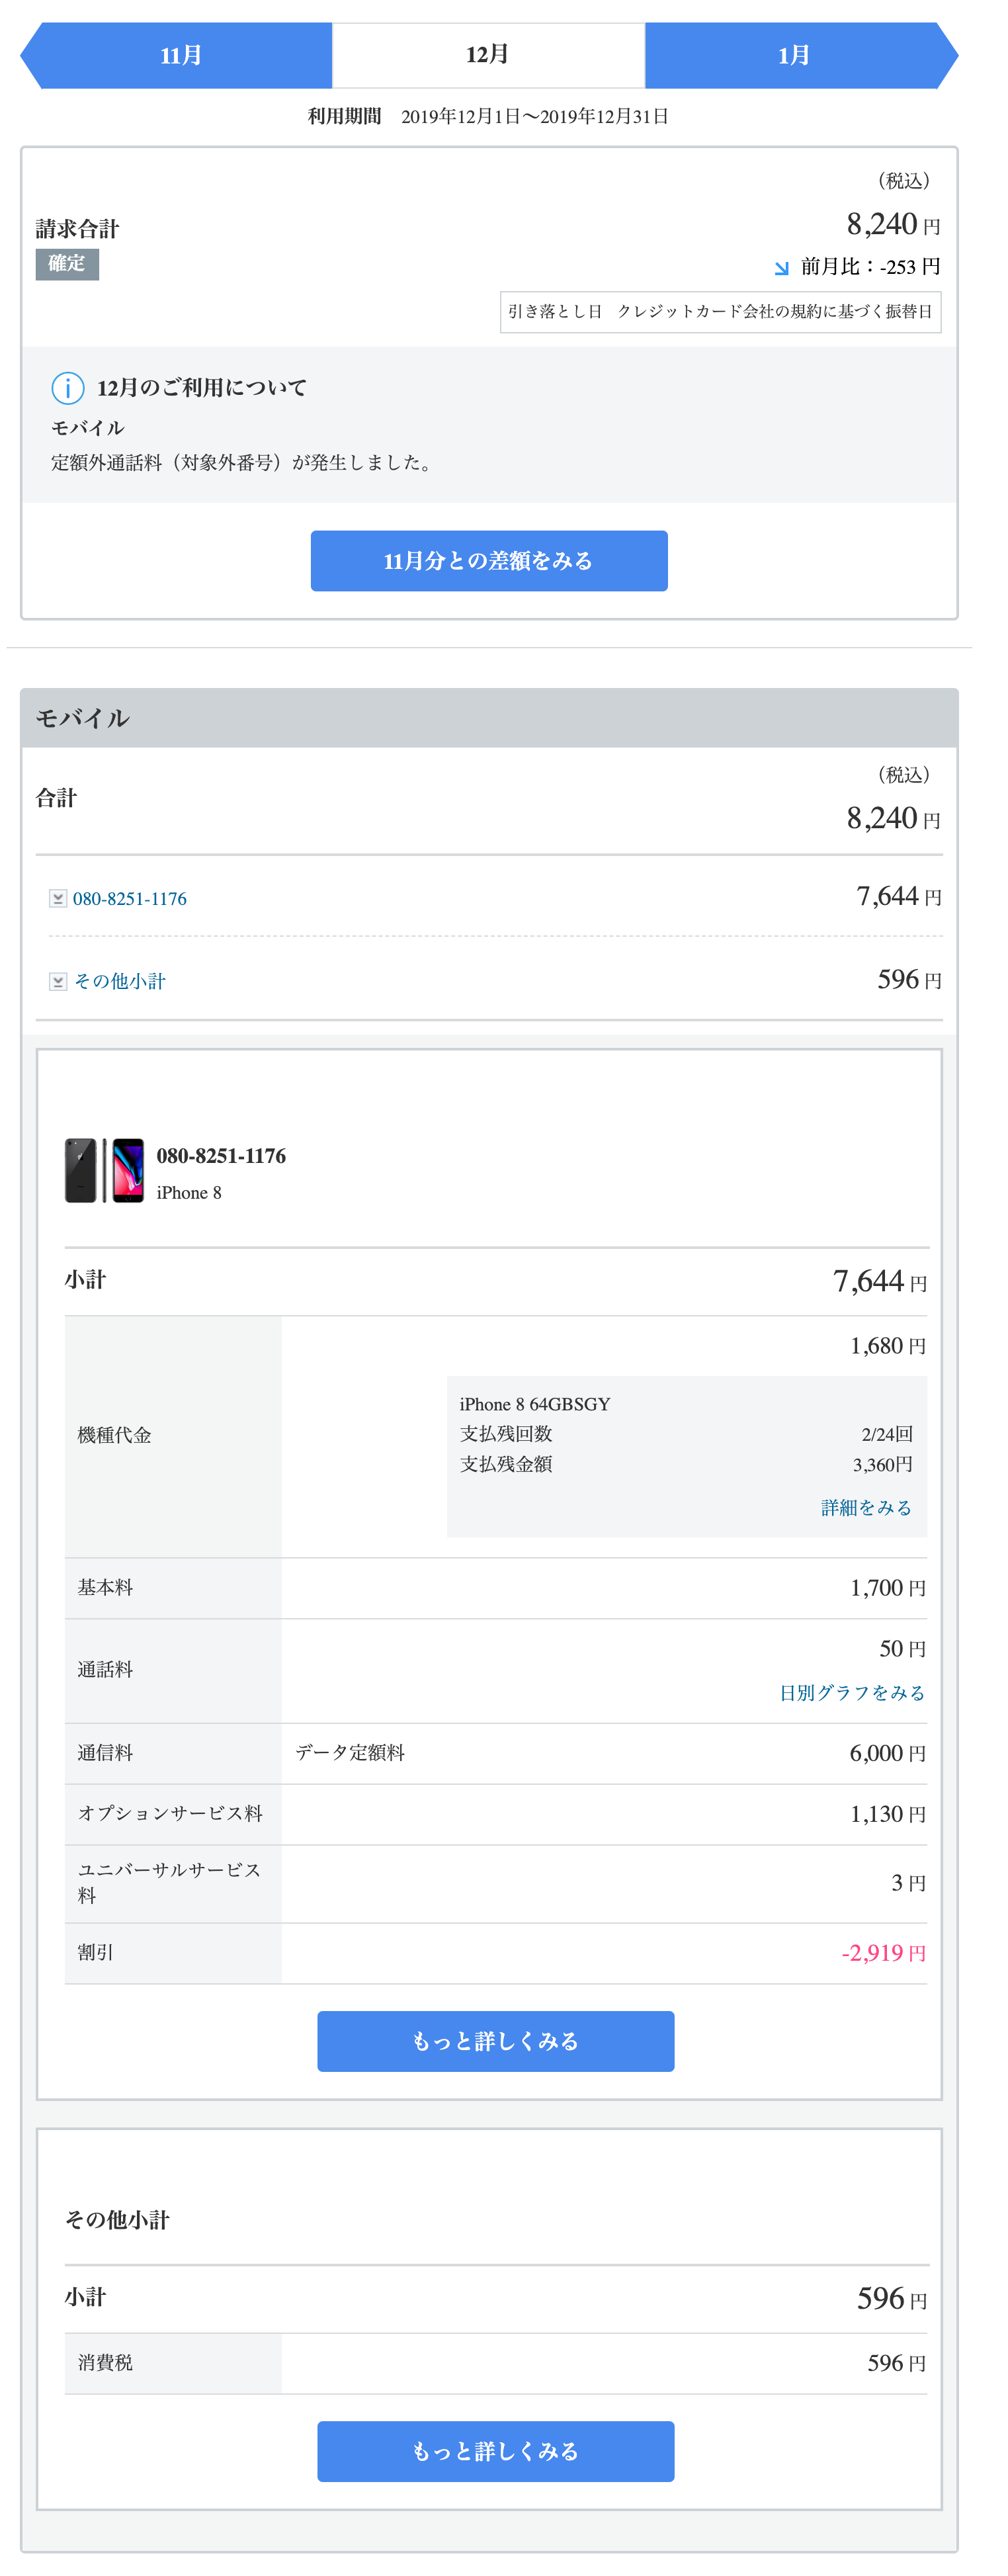 11月
12月
1月
利用期間 2019年12月1日〜2019年12月31日
（税込）
請求合計
8,240 円
確定
前月比：-253 円
引き落とし日 クレジットカード会社の規約に基づく振替日
12月のご利用について
モバイル
定額外通話料（対象外番号）が発生しました。
11月分との差額をみる
モバイル
（税込）
合計
8,240 円
080-8251-1176 7,644 円
その他小計 596 円
080-8251-1176
iPhone 8
小計 7,644 円
1,680 円
機種代金
iPhone 8 64GBSGY
支払残回数 2/24回
支払残金額 3,360円
詳細をみる
基本料 1,700 円
通話料 50 円
日別グラフをみる
通信料 データ定額料 6,000 円
オプションサービス料 1,130 円
ユニバーサルサービス
料
3 円
割引 -2,919 円
もっと詳しくみる
その他小計
小計 596 円
消費税 596 円
もっと詳しくみる